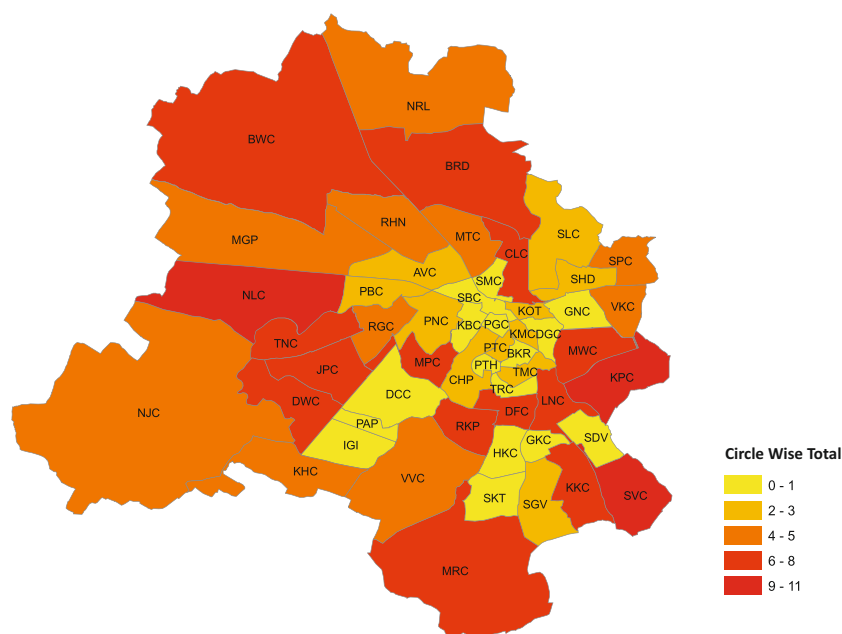 NRL
BWC
BRD
RHN
MTC
SLC
MGP
CLC
SPC
AVC
SMC
SHD
PBC
NLC
SBC
VKC
KOT
GNC
RGC
PNC
KBC
PGC
KMC
DGC
TNC
PTC
BKR
MWC
MPC
PTH
JPC
CHP
TMC
KPC
DCC
TRC
DWC
LNC
NJC
DFC
PAP
RKP
SDV
GKC
IGI
HKC
KHC
VVC
SKT
SGV
KKC
SVC
MRC
Circle Wise Total
0 - 1
2 - 3
4 - 5
6 - 8
9 - 11